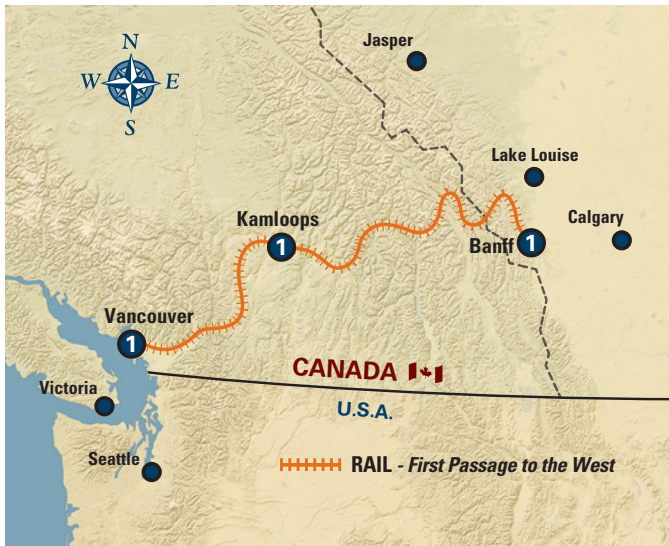 N
W E
S
Jasper
Lake Louise
Kamloops
1
Calgary
Banff 1
Vancouver
1
CANADA
Victoria
U.S.A.
Seattle
RAIL - First Passage to the West